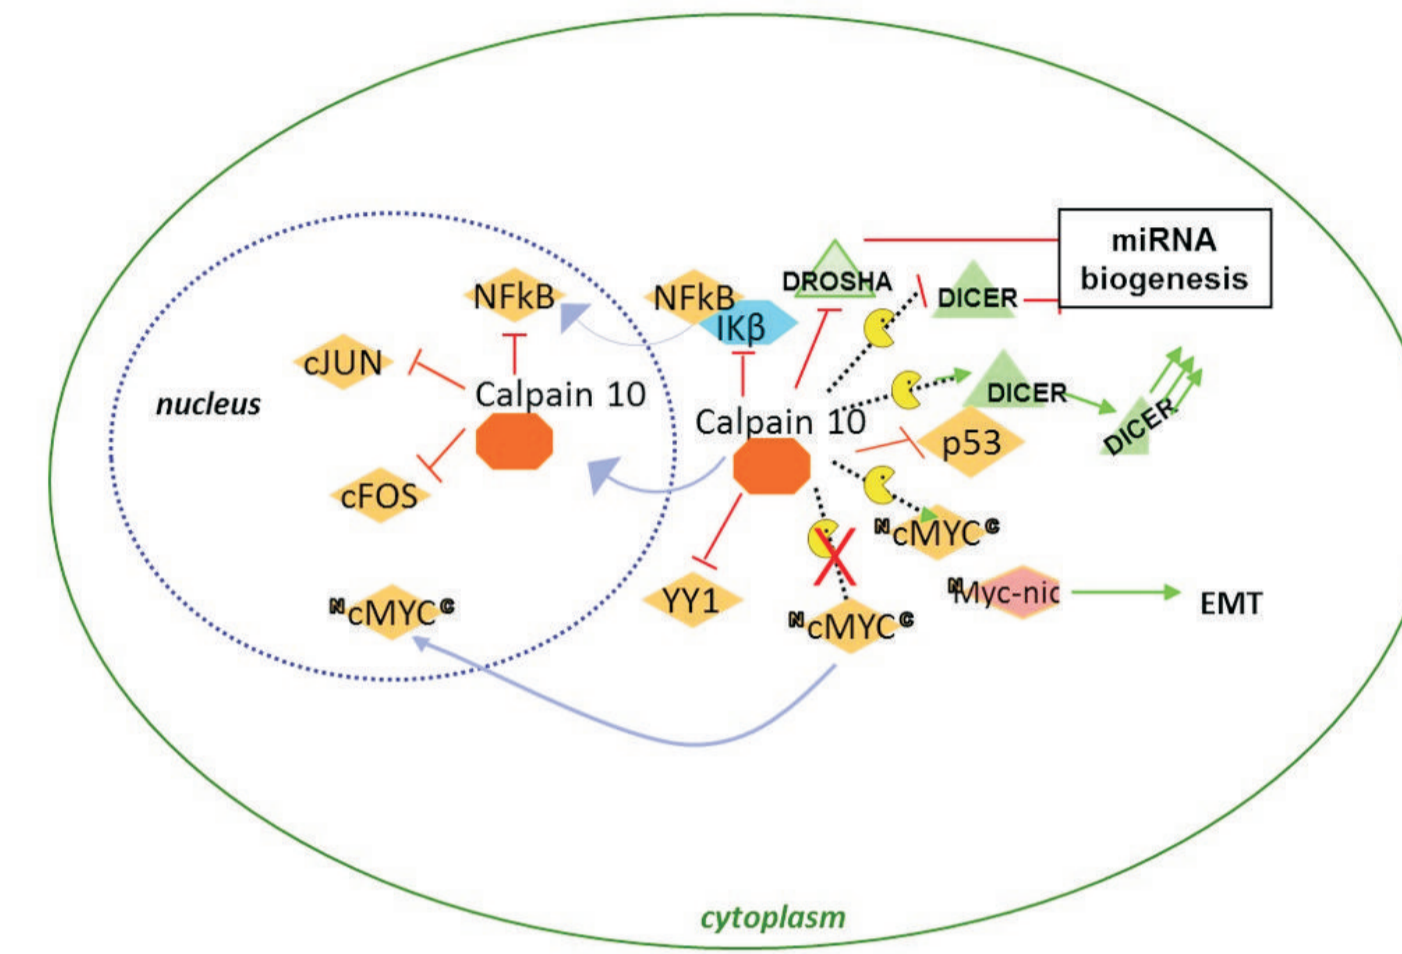 miRNA
biogenesis
DROSHA
DICER
NFkB
NFkB
IKβ
cJUN
Calpain 10
nucleus
Calpain 10
DICER
DICER
p53
cFOS
NcMYCC
NMyc-nic
EMT
YY1
NcMYCC
NcMYCC
cytoplasm